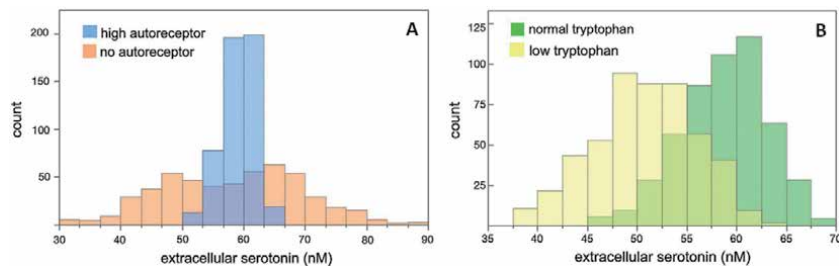 A
high autoreceptor
no autoreceptor
200
150
100
50
count
30
40
50
60
70
80
90
extracellular serotonin (nM)
B
normal tryptophan
low tryptophan
125
100
75
50
25
count
35
40
45
50
55
60
65
70
extracellular serotonin (nM)